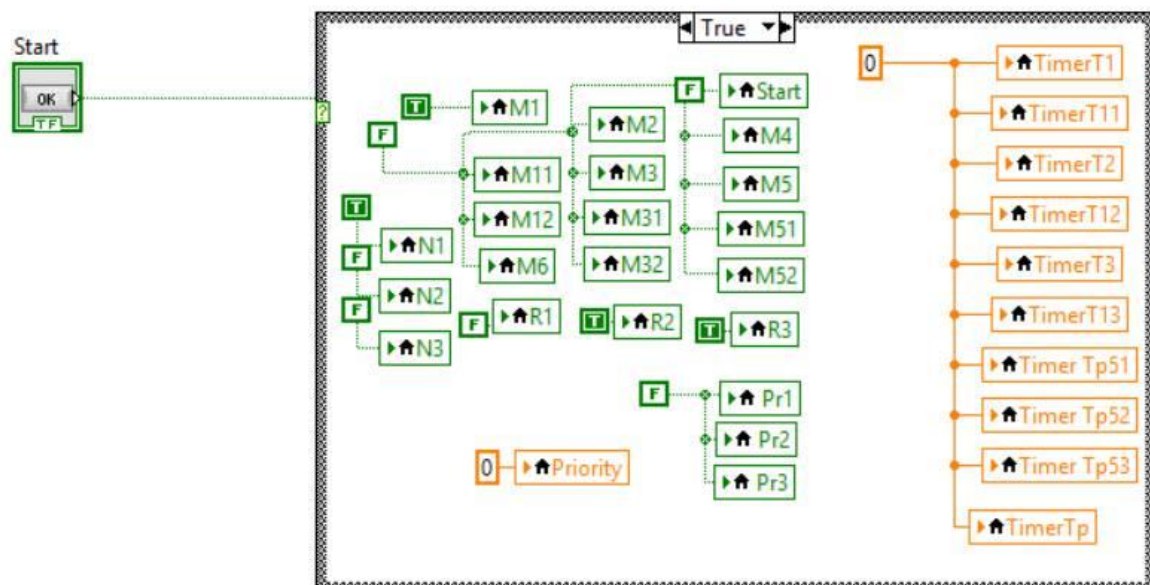 Start
OK
TF
?
True
T
M1
F
M11
M12
M6
M2
M3
M31
M32
F
Start
M4
M5
M51
M52
T
N1
F
N2
F
N3
F
R1
T
R2
T
R3
F
Pr1
Pr2
Pr3
0
Priority
0
TimerT1
TimerT11
TimerT2
TimerT12
TimerT3
TimerT13
Timer Tp51
Timer Tp52
Timer Tp53
TimerTp